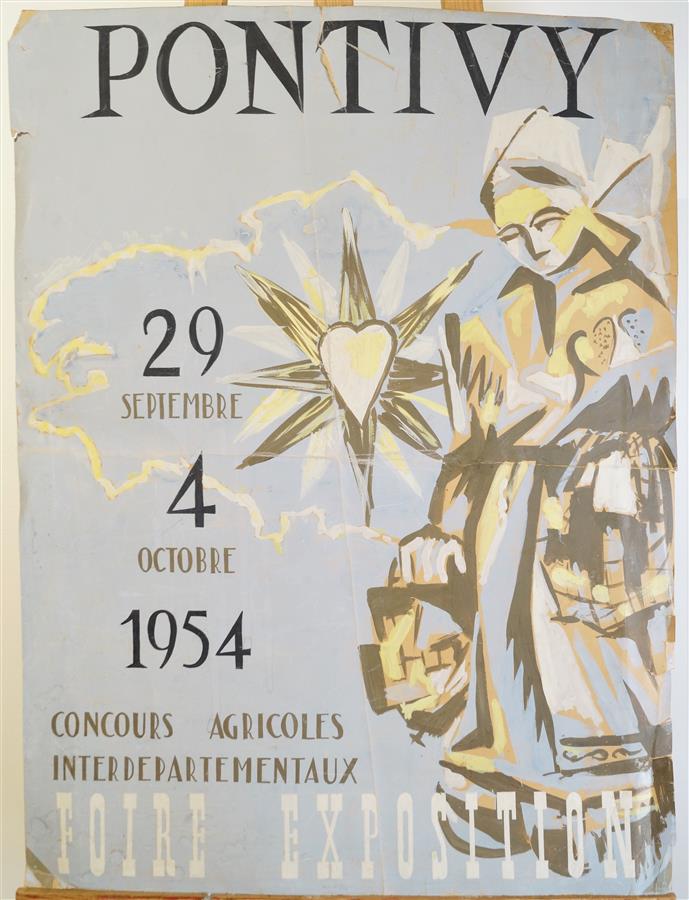 PONTIVY
29
SEPTEMBRE
4
OCTOBRE
1954
CONCOURS AGRICOLES
INTERDEPARTEMENTAUX
FOIRE EXPOSITION